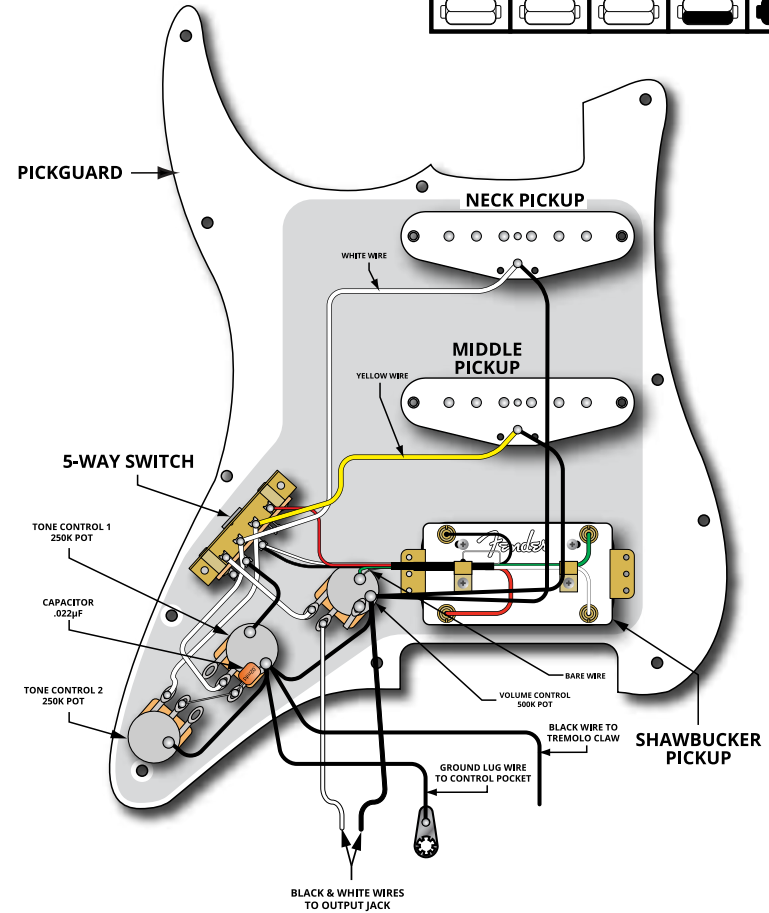 PICKGUARD
NECK PICKUP
WHITE WIRE
MIDDLE
PICKUP
YELLOW WIRE
5-WAY SWITCH
TONE CONTROL 1
250K POT
Fender
CAPACITOR
.022µF
TONE CONTROL 2
250K POT
BARE WIRE
VOLUME CONTROL
500K POT
BLACK WIRE TO
TREMOLO CLAW
SHAWBUCKER
PICKUP
GROUND LUG WIRE
TO CONTROL POCKET
BLACK & WHITE WIRES
TO OUTPUT JACK